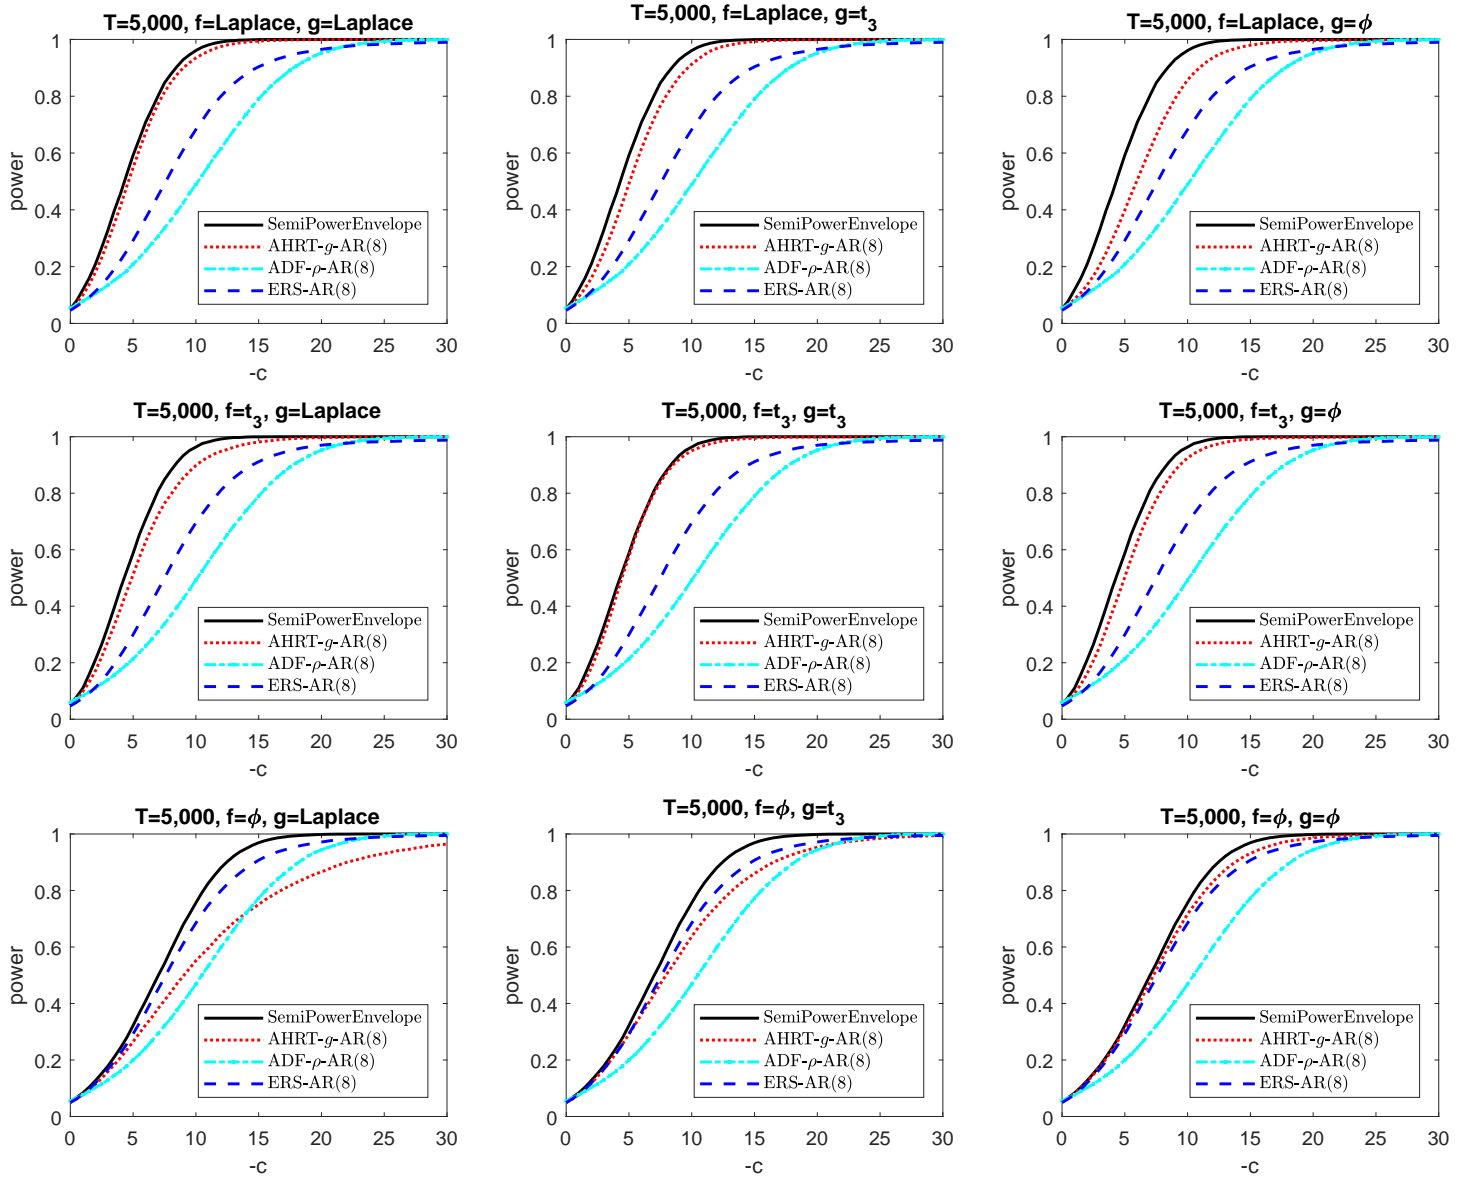 T=5,000, f=Laplace, g=Laplace
1
0.8
0.6
0.4
0.2
0
power
0 5 10 15 20 25 30
-c
SemiPowerEnvelope
AHRT-g-AR(8)
ADF-ρ-AR(8)
ERS-AR(8)
T=5,000, f=Laplace, g=t₃
1
0.8
0.6
0.4
0.2
0
power
0 5 10 15 20 25 30
-c
SemiPowerEnvelope
AHRT-g-AR(8)
ADF-ρ-AR(8)
ERS-AR(8)
T=5,000, f=Laplace, g=ϕ
1
0.8
0.6
0.4
0.2
0
power
0 5 10 15 20 25 30
-c
SemiPowerEnvelope
AHRT-g-AR(8)
ADF-ρ-AR(8)
ERS-AR(8)
T=5,000, f=t₃, g=Laplace
1
0.8
0.6
0.4
0.2
0
power
0 5 10 15 20 25 30
-c
SemiPowerEnvelope
AHRT-g-AR(8)
ADF-ρ-AR(8)
ERS-AR(8)
T=5,000, f=t₃, g=t₃
1
0.8
0.6
0.4
0.2
0
power
0 5 10 15 20 25 30
-c
SemiPowerEnvelope
AHRT-g-AR(8)
ADF-ρ-AR(8)
ERS-AR(8)
T=5,000, f=t₃, g=ϕ
1
0.8
0.6
0.4
0.2
0
power
0 5 10 15 20 25 30
-c
SemiPowerEnvelope
AHRT-g-AR(8)
ADF-ρ-AR(8)
ERS-AR(8)
T=5,000, f=ϕ, g=Laplace
1
0.8
0.6
0.4
0.2
0
power
0 5 10 15 20 25 30
-c
SemiPowerEnvelope
AHRT-g-AR(8)
ADF-ρ-AR(8)
ERS-AR(8)
T=5,000, f=ϕ, g=t₃
1
0.8
0.6
0.4
0.2
0
power
0 5 10 15 20 25 30
-c
SemiPowerEnvelope
AHRT-g-AR(8)
ADF-ρ-AR(8)
ERS-AR(8)
T=5,000, f=ϕ, g=ϕ
1
0.8
0.6
0.4
0.2
0
power
0 5 10 15 20 25 30
-c
SemiPowerEnvelope
AHRT-g-AR(8)
ADF-ρ-AR(8)
ERS-AR(8)